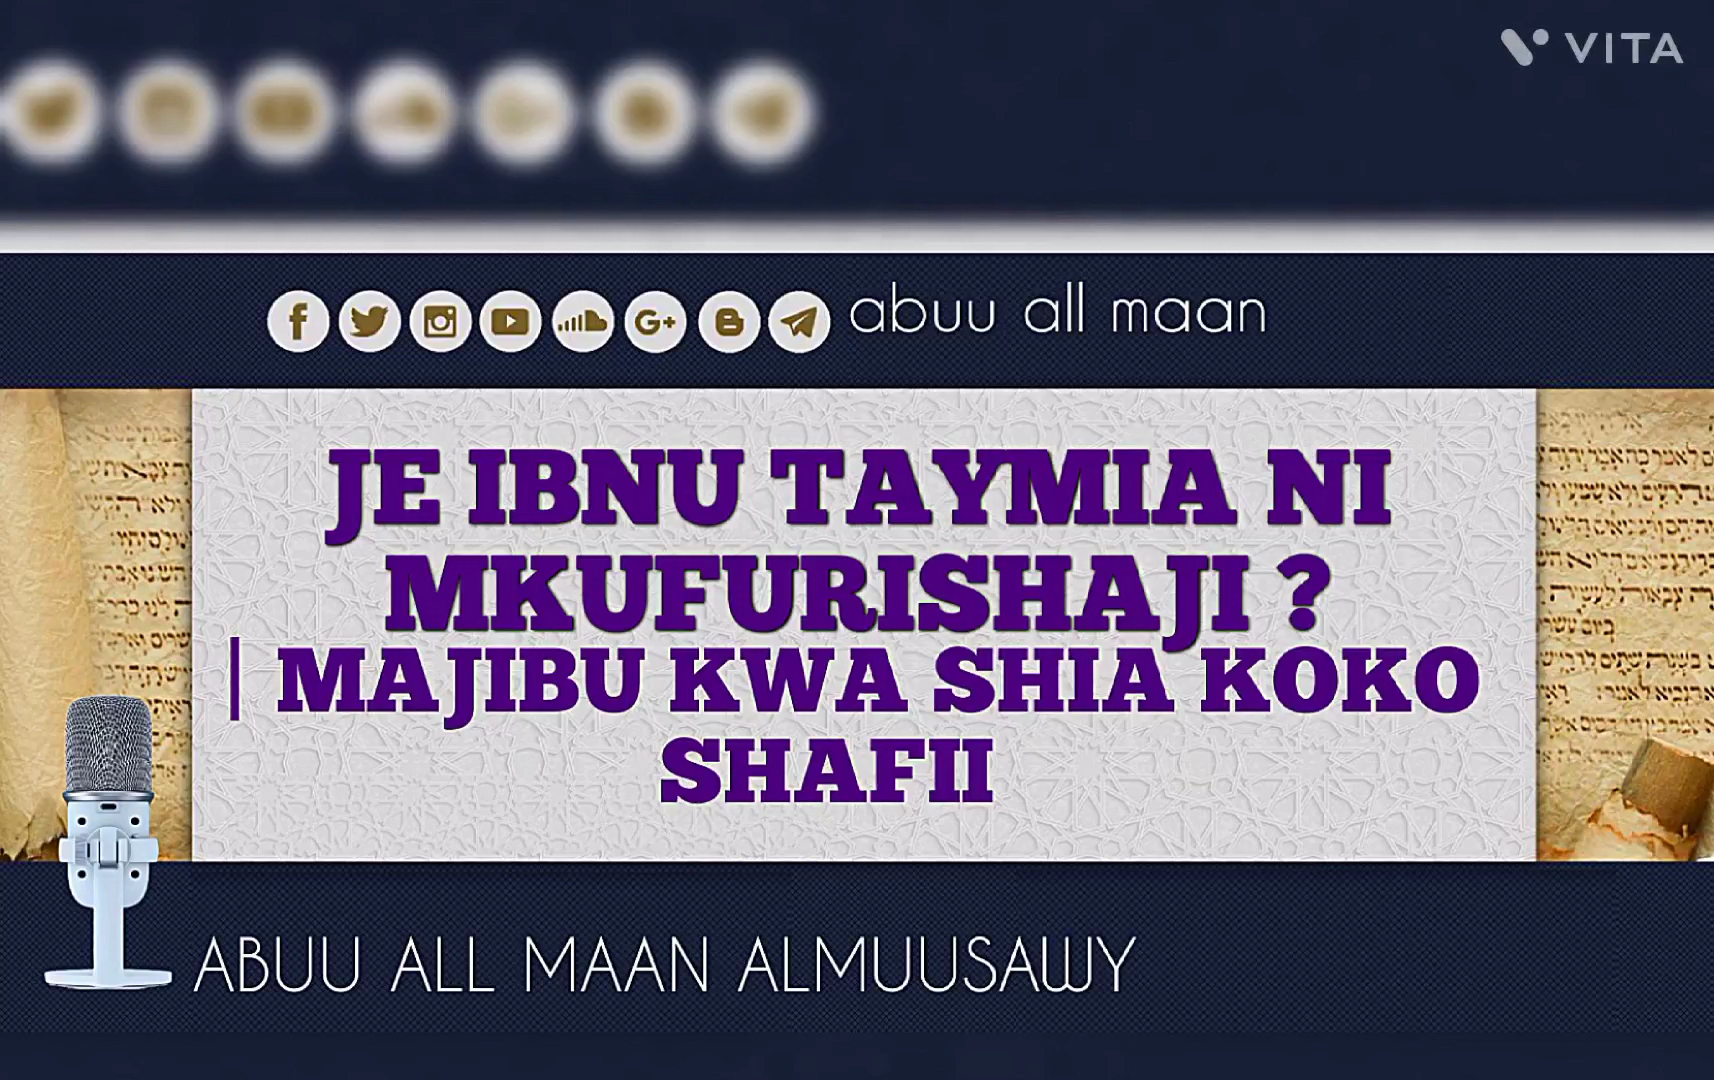 VITA
abuu all maan
JE IBNU TAYMIA NI
MKUFURISHAJI ?
| MAJIBU KWA SHIA KOKO
SHAFII
ABUU ALL MAAN ALMUUSAWY